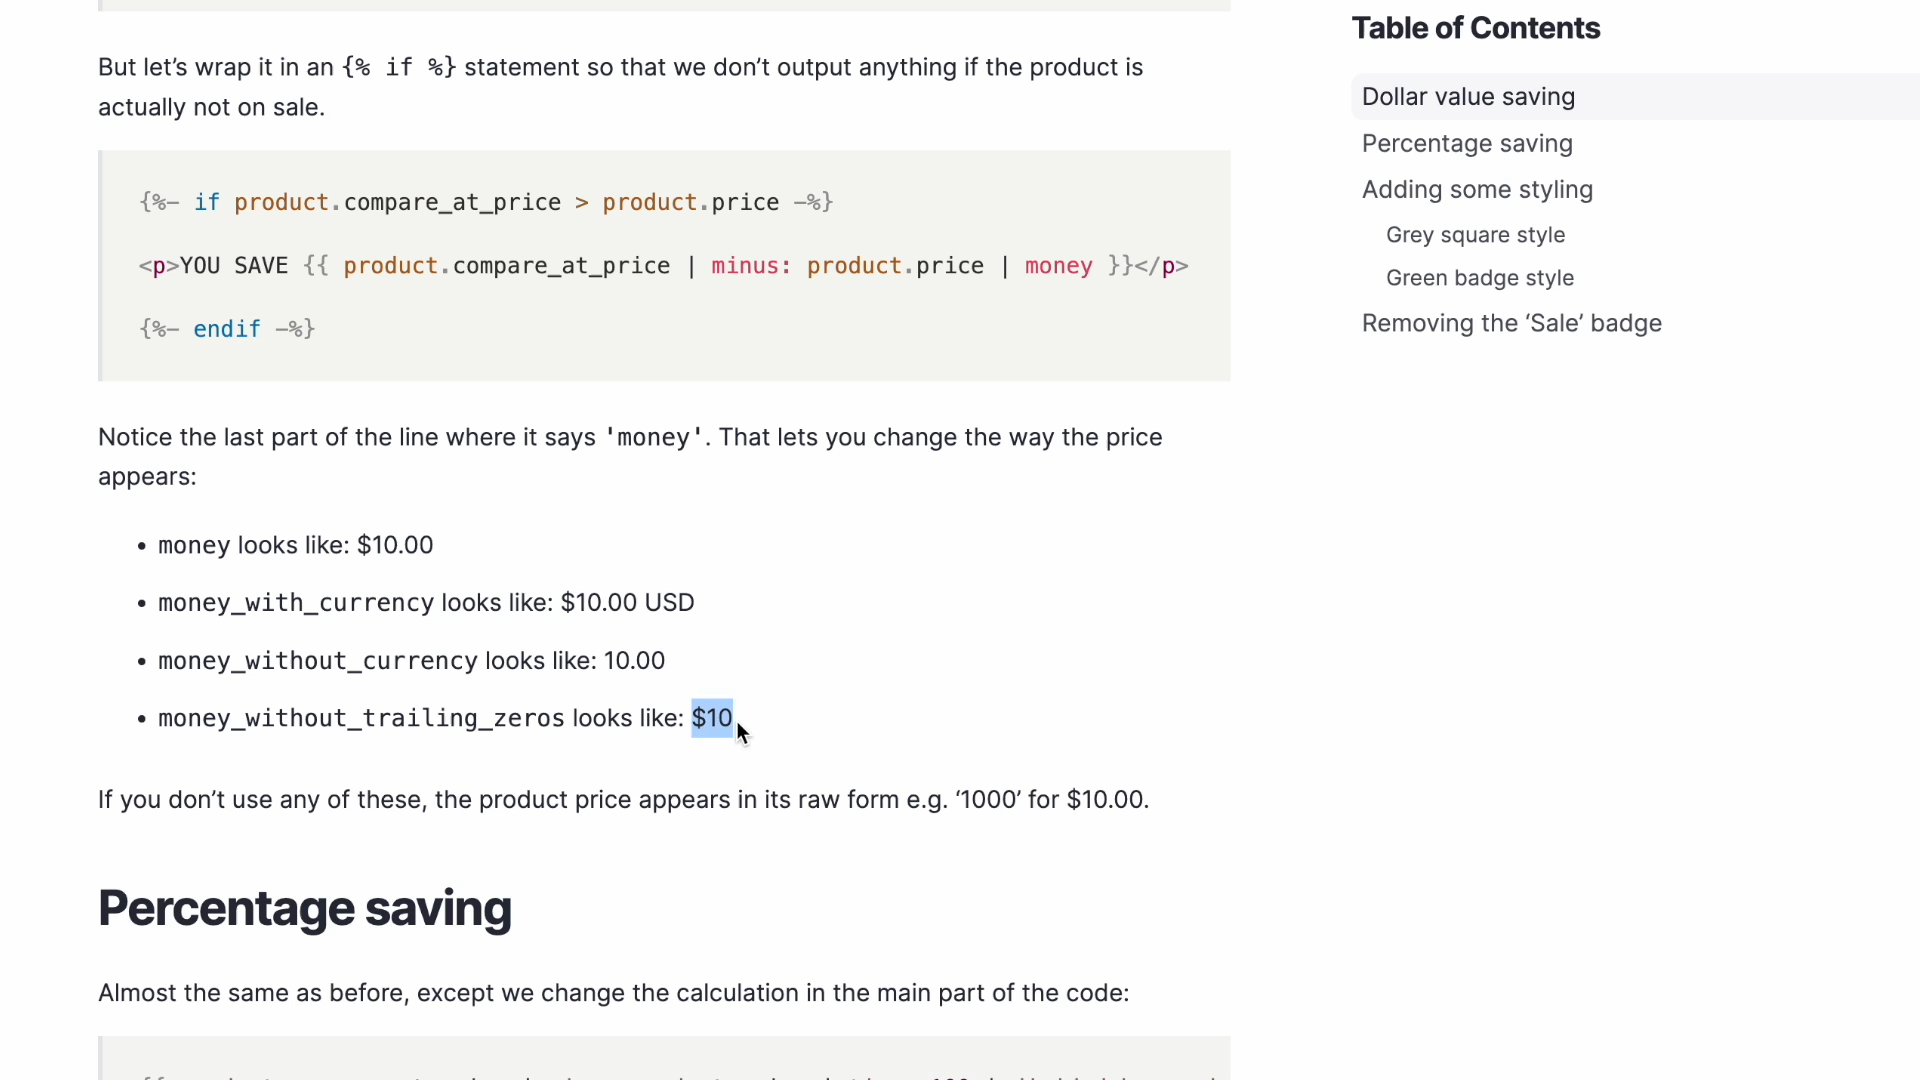 But let’s wrap it in an {% if %} statement so that we don’t output anything if the product is
actually not on sale.
{%- if product.compare_at_price > product.price -%}
<p>YOU SAVE {{ product.compare_at_price | minus: product.price | money }}</p>
{%- endif -%}
Notice the last part of the line where it says 'money'. That lets you change the way the price
appears:
• money looks like: $10.00
• money_with_currency looks like: $10.00 USD
• money_without_currency looks like: 10.00
• money_without_trailing_zeros looks like: $10
If you don’t use any of these, the product price appears in its raw form e.g. ‘1000’ for $10.00.
Percentage saving
Almost the same as before, except we change the calculation in the main part of the code:
Table of Contents
Dollar value saving
Percentage saving
Adding some styling
Grey square style
Green badge style
Removing the ‘Sale’ badge